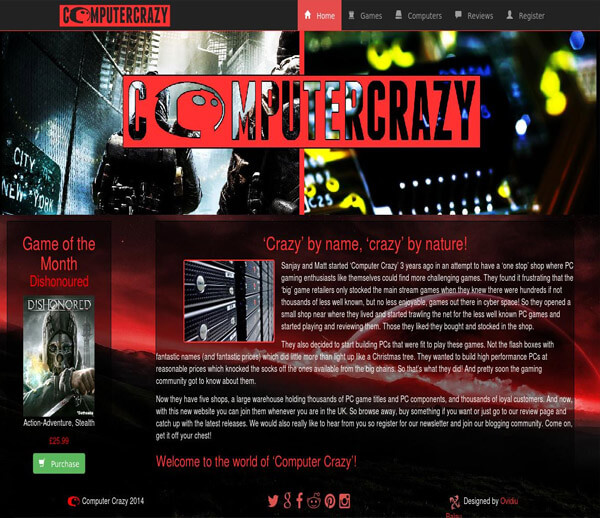 COMPUTERCRAZY
Home Games Computers Reviews Register
COMPUTERCRAZY
CITY
NEW YORK
Game of the
Month
Dishonoured
DISHONORED
Bethesda
Action-Adventure, Stealth
£25.99
Purchase
‘Crazy’ by name, ‘crazy’ by nature!
Sanjay and Matt started ‘Computer Crazy’ 3 years ago in an attempt to have a ‘one stop’ shop where PC
gaming enthusiasts like themselves could find more challenging games. They found it frustrating that the
‘big’ game retailers only stocked the main stream games when they knew there were hundreds if not
thousands of less well known, but no less enjoyable, games out there in cyber space! So they opened a
small shop near where they lived and started trawling the net for the less well known PC games and
started playing and reviewing them. Those they liked they bought and stocked in the shop.
They also decided to start building PCs that were fit to play these games. Not the flash boxes with
fantastic names (and fantastic prices) which did little more than light up like a Christmas tree. They wanted to build high performance PCs at
reasonable prices which knocked the socks off the ones available from the big chains. So that's what they did! And pretty soon the gaming
community got to know about them.
Now they have five shops, a large warehouse holding thousands of PC game titles and PC components, and thousands of loyal customers. And now,
with this new website you can join them whenever you are in the UK. So browse away, buy something if you want or just go to our review page and
catch up with the latest releases. We would also really like to hear from you so register for our newsletter and join our blogging community. Come on,
get it off your chest!
Welcome to the world of ‘Computer Crazy’!
Computer Crazy 2014
Designed by Ovidiu